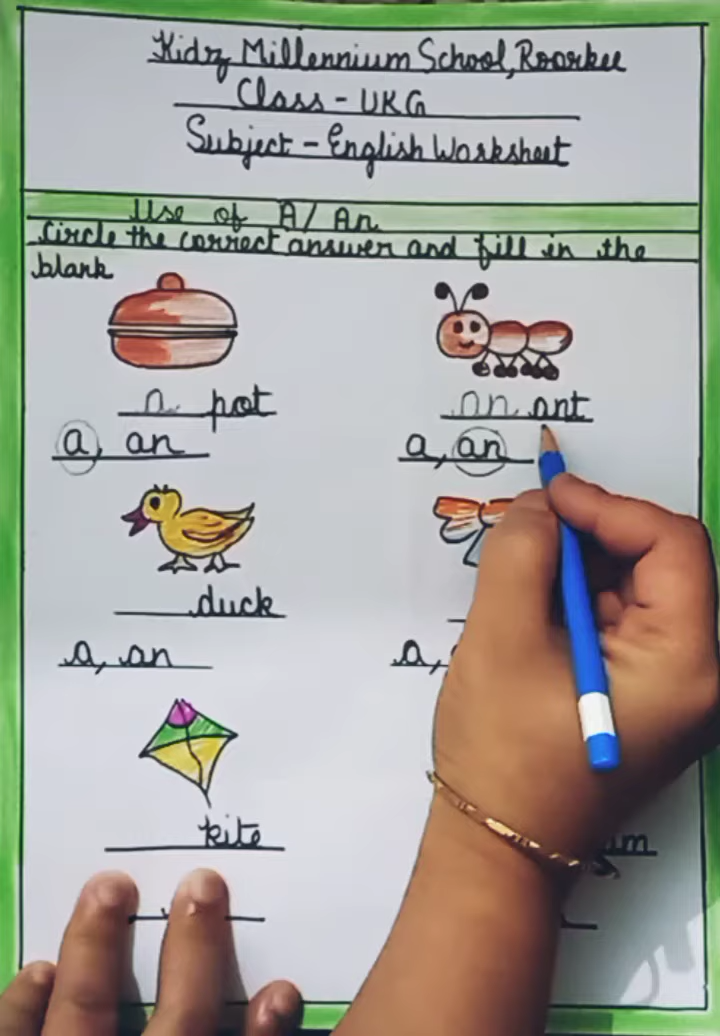 Kidz Millennium School, Roorkee
Class - UKG
Subject - English Worksheet
Use of A/ An
Circle the correct answer and fill in the
blank
a pot
an ant
a, an
a, an
duck
a, an
a,
kite